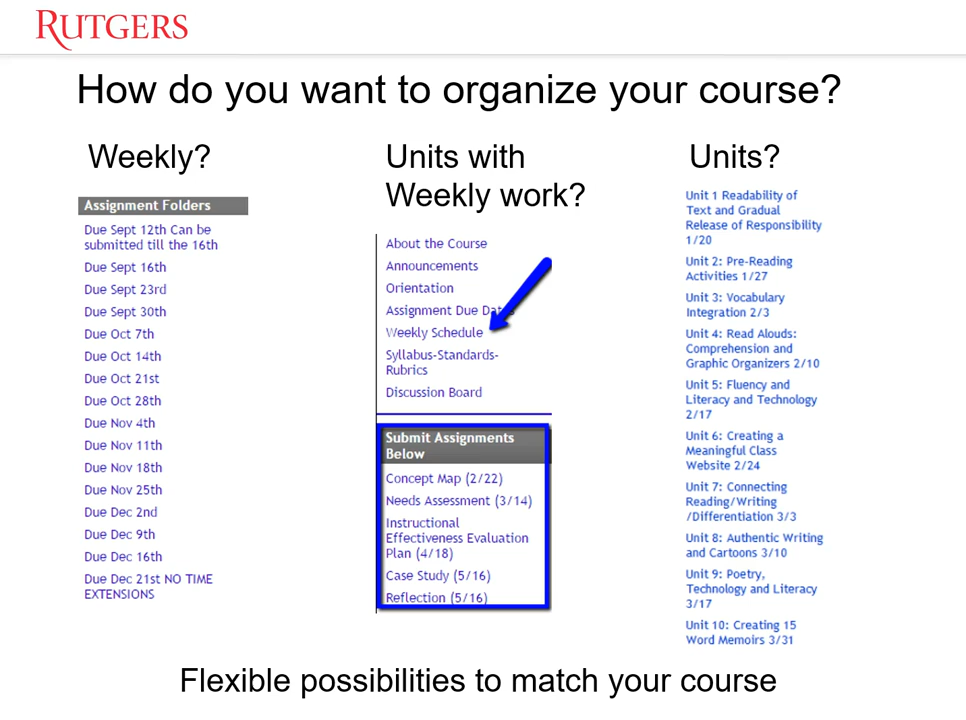 RUTGERS
How do you want to organize your course?
Weekly?
Assignment Folders
Due Sept 12th Can be
submitted till the 16th
Due Sept 16th
Due Sept 23rd
Due Sept 30th
Due Oct 7th
Due Oct 14th
Due Oct 21st
Due Oct 28th
Due Nov 4th
Due Nov 11th
Due Nov 18th
Due Nov 25th
Due Dec 2nd
Due Dec 9th
Due Dec 16th
Due Dec 21st NO TIME
EXTENSIONS
Units with
Weekly work?
About the Course
Announcements
Orientation
Assignment Due Dates
Weekly Schedule
Syllabus-Standards-
Rubrics
Discussion Board
Submit Assignments
Below
Concept Map (2/22)
Needs Assessment (3/14)
Instructional
Effectiveness Evaluation
Plan (4/18)
Case Study (5/16)
Reflection (5/16)
Units?
Unit 1 Readability of
Text and Gradual
Release of Responsibility
1/20
Unit 2: Pre-Reading
Activities 1/27
Unit 3: Vocabulary
Integration 2/3
Unit 4: Read Alouds:
Comprehension and
Graphic Organizers 2/10
Unit 5: Fluency and
Literacy and Technology
2/17
Unit 6: Creating a
Meaningful Class
Website 2/24
Unit 7: Connecting
Reading/Writing
/Differentiation 3/3
Unit 8: Authentic Writing
and Cartoons 3/10
Unit 9: Poetry,
Technology and Literacy
3/17
Unit 10: Creating 15
Word Memoirs 3/31
Flexible possibilities to match your course